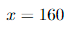 x = 160